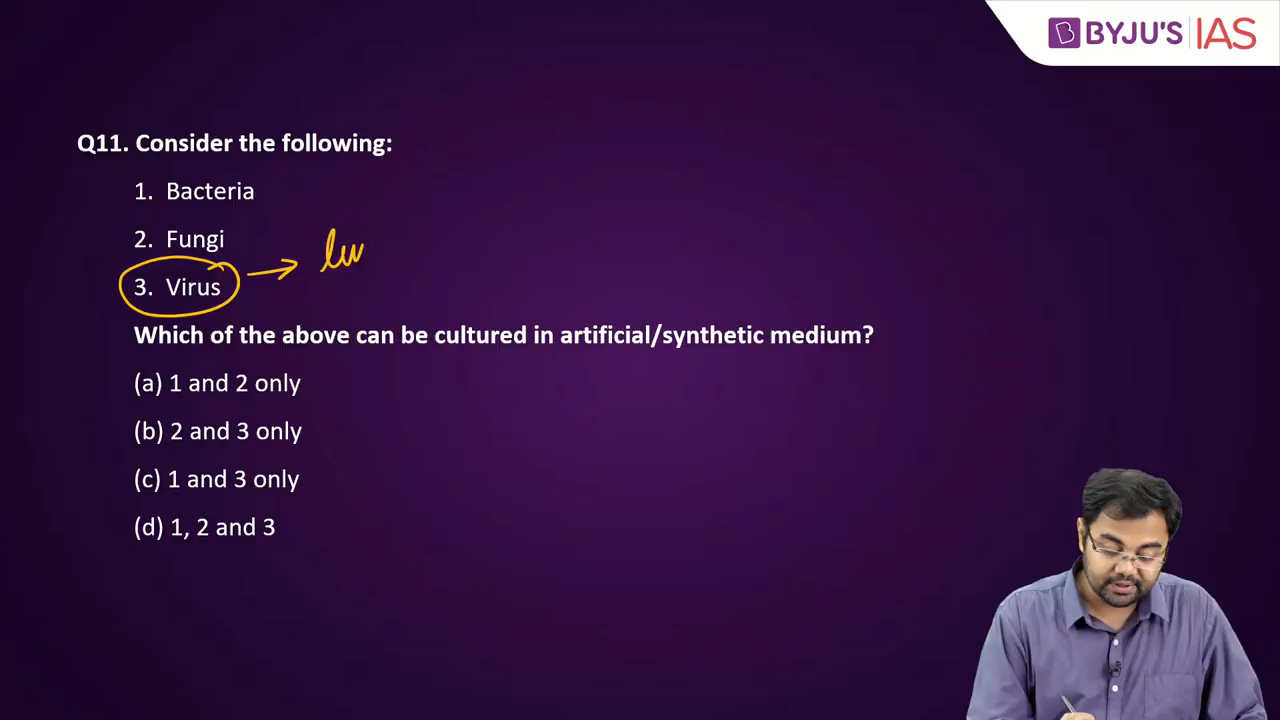 BYJU'S IAS
Q11. Consider the following:
1. Bacteria
2. Fungi
3. Virus
Which of the above can be cultured in artificial/synthetic medium?
(a) 1 and 2 only
(b) 2 and 3 only
(c) 1 and 3 only
(d) 1, 2 and 3